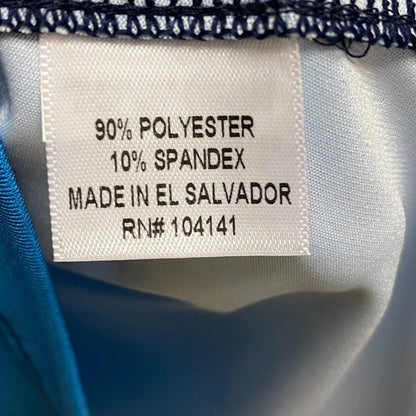 90% POLYESTER
10% SPANDEX
MADE IN EL SALVADOR
RN# 104141